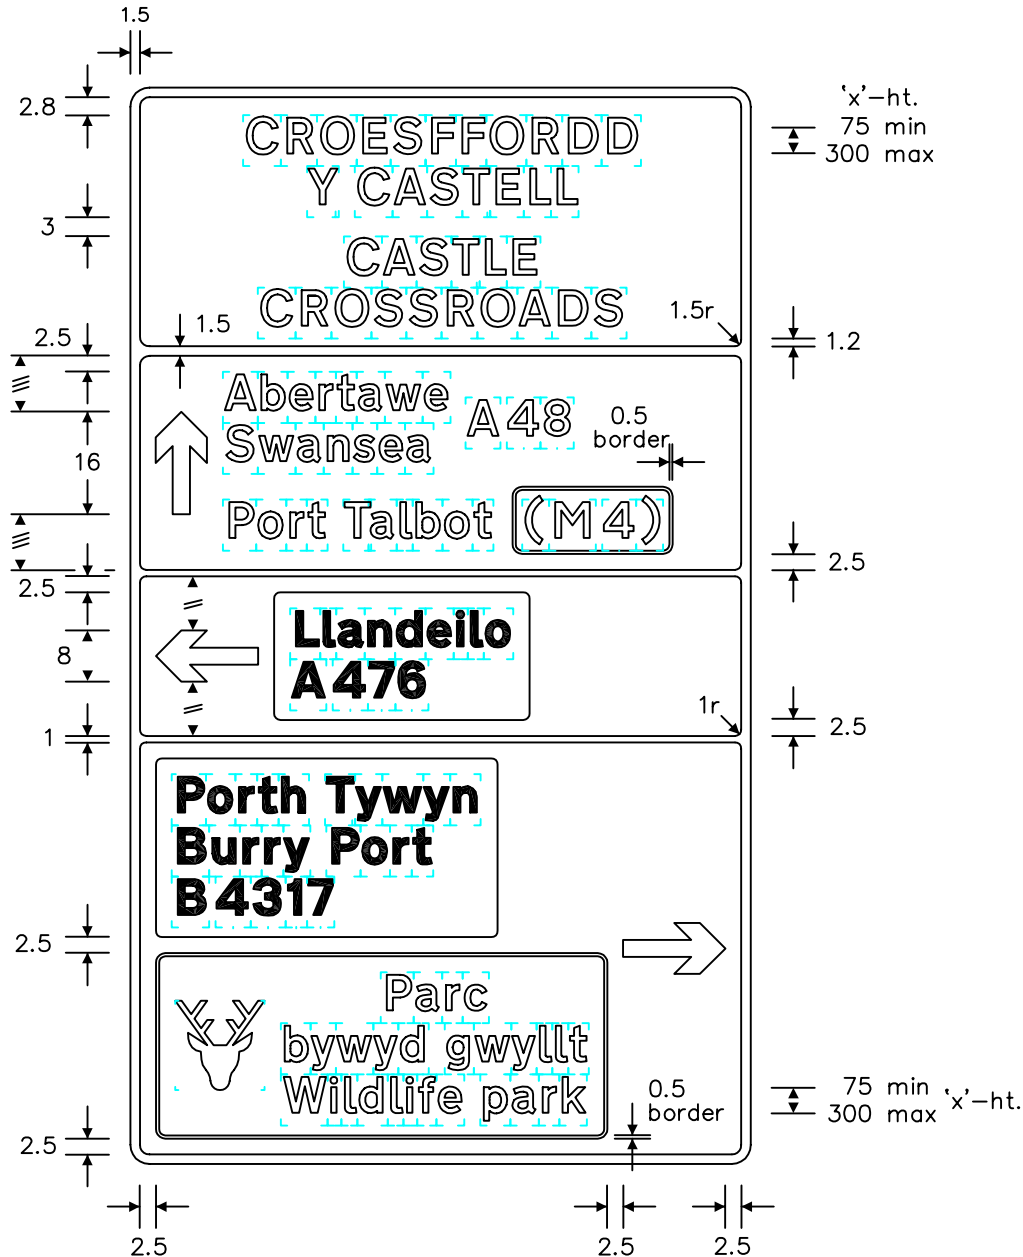 1.5
2.8
'x'-ht.
75 min
300 max
CROESFFORDD
Y CASTELL
3
CASTLE
CROSSROADS
1.5r
2.5
1.5
1.2
Abertawe
Swansea
A48
0.5
border
16
Port Talbot
(M4)
2.5
2.5
Llandeilo
A476
8
1r
2.5
1
Porth Tywyn
Burry Port
B4317
2.5
Parc
bywyd gwyllt
Wildlife park
0.5
border
75 min
300 max
'x'-ht.
2.5
2.5
2.5
2.5